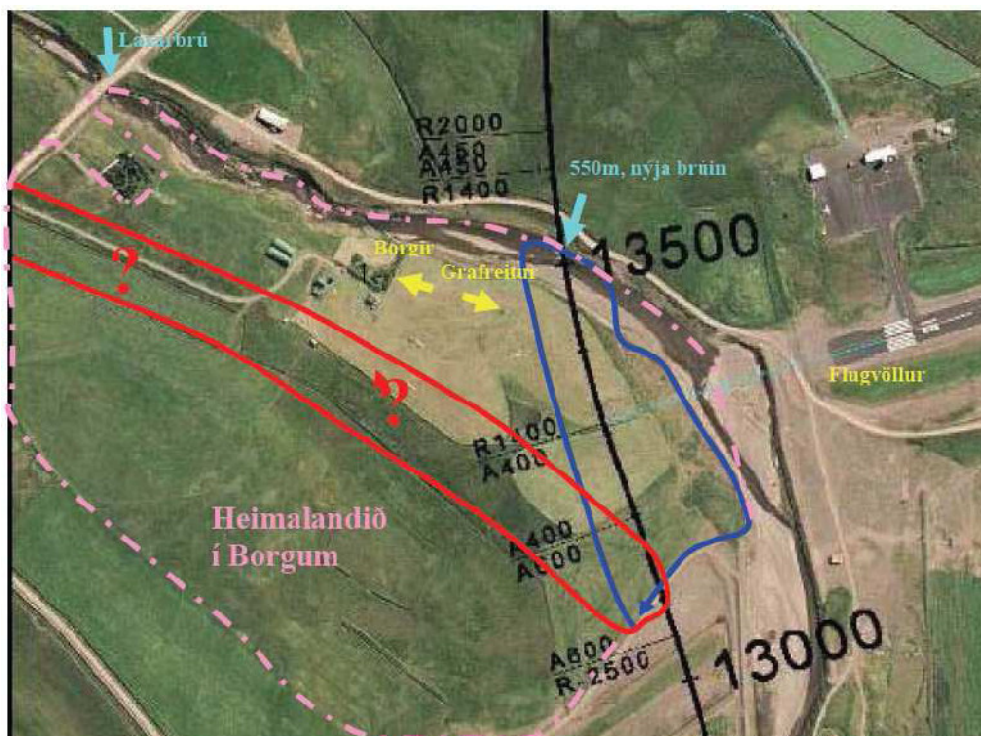 Laxárbrú
R2000
A450
A450
R1400
550m, nýja brúin
13500
Borgir
Grafreitur
Flugvöllur
?
?
R1400
A400
Heimalandið
í Borgum
A400
A600
A600
R-2500
13000